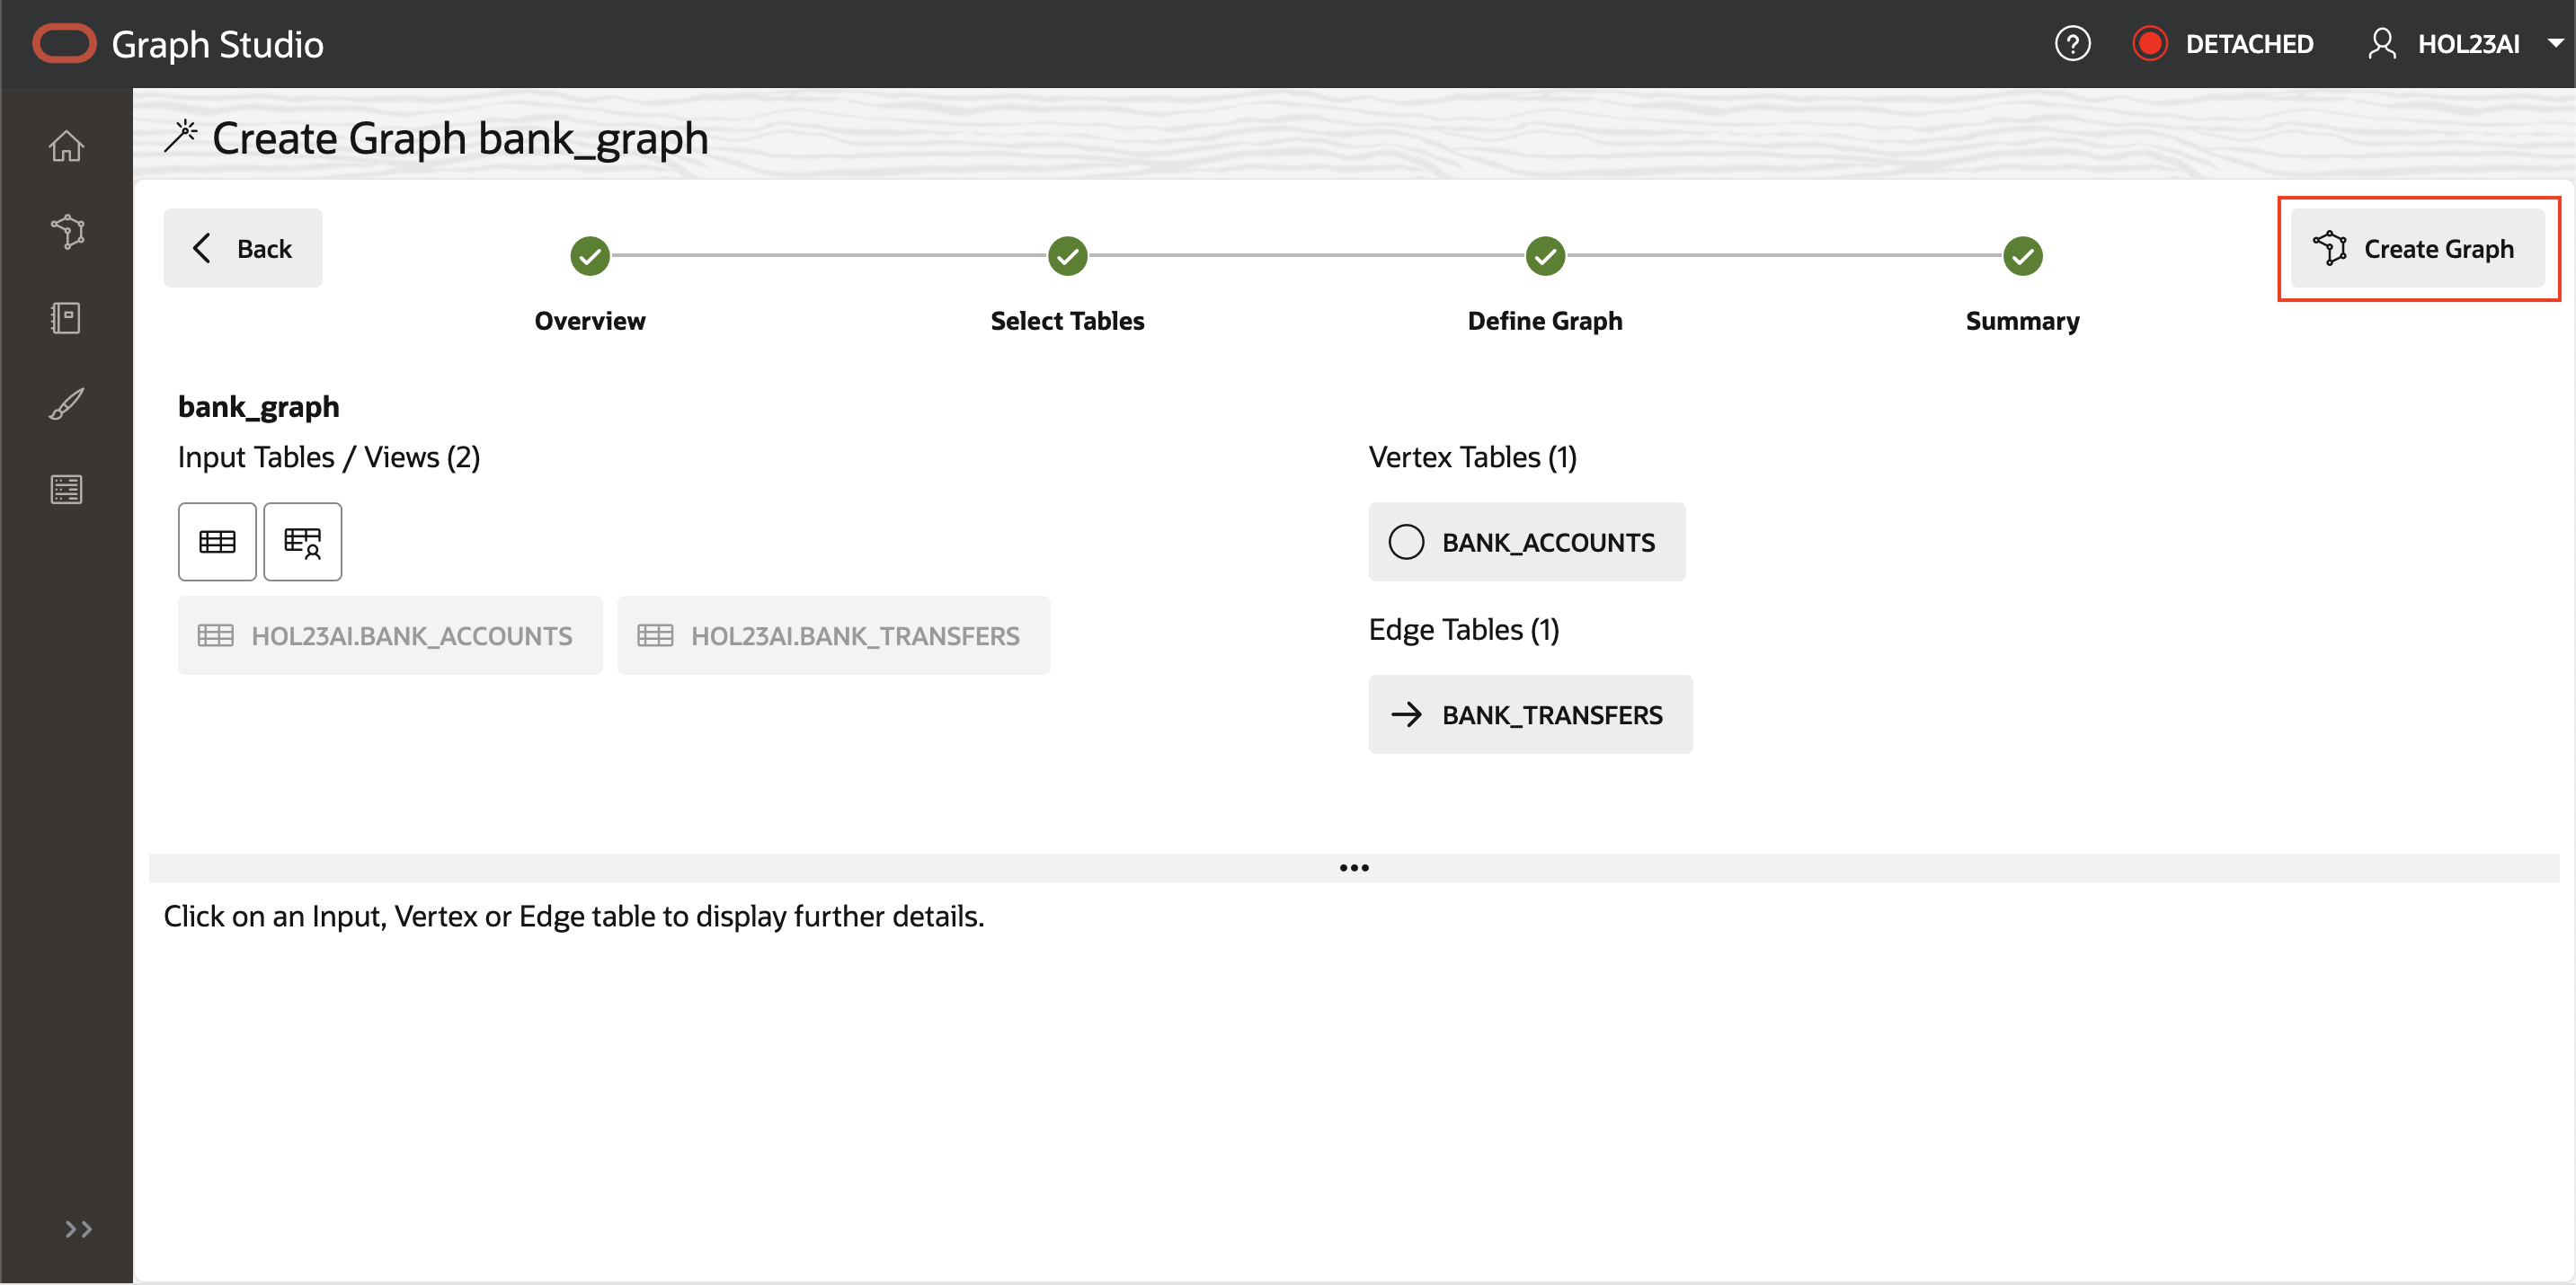 Graph Studio
DETACHED
HOL23AI
Create Graph bank_graph
Back
Create Graph
Overview
Select Tables
Define Graph
Summary
bank_graph
Input Tables / Views (2)
HOL23AI.BANK_ACCOUNTS
HOL23AI.BANK_TRANSFERS
Vertex Tables (1)
BANK_ACCOUNTS
Edge Tables (1)
BANK_TRANSFERS
Click on an Input, Vertex or Edge table to display further details.